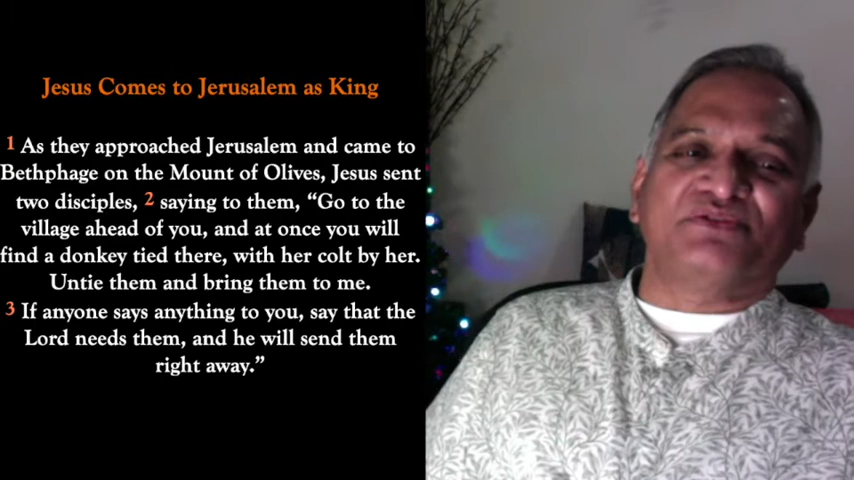 Jesus Comes to Jerusalem as King
1 As they approached Jerusalem and came to
Bethphage on the Mount of Olives, Jesus sent
two disciples, 2 saying to them, “Go to the
village ahead of you, and at once you will
find a donkey tied there, with her colt by her.
Untie them and bring them to me.
3 If anyone says anything to you, say that the
Lord needs them, and he will send them
right away.”